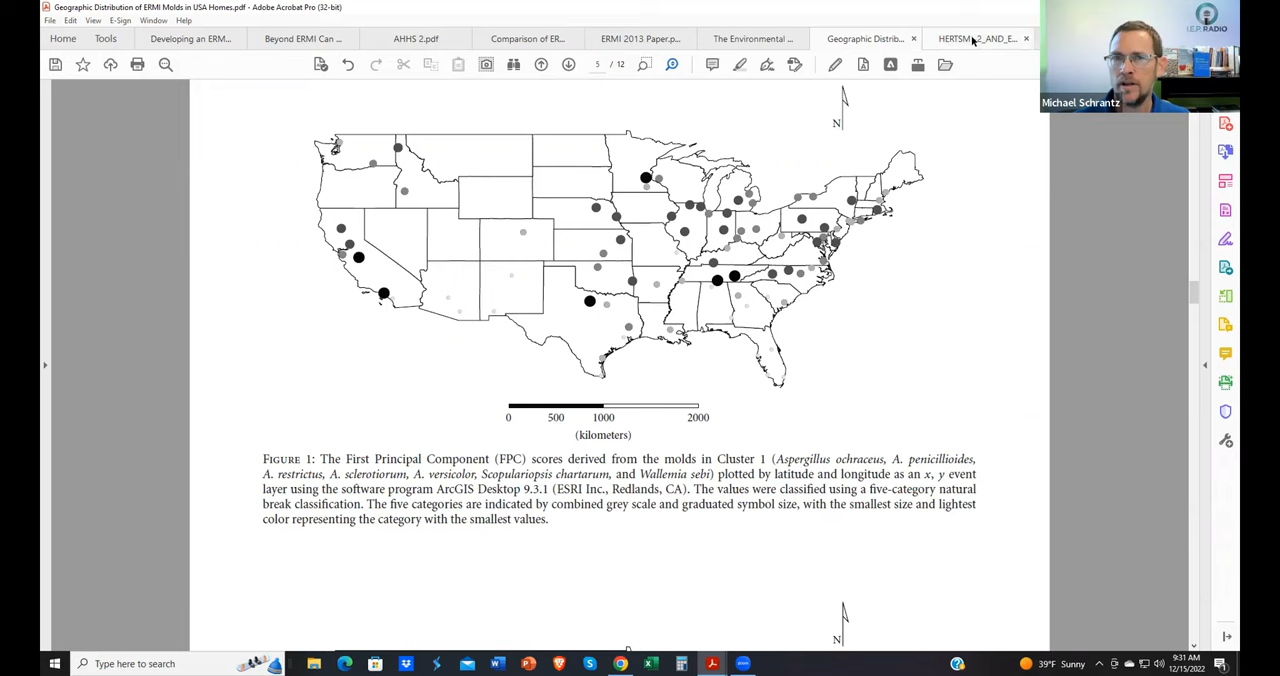 Geographic Distribution of ERMI Molds in USA Homes.pdf - Adobe Acrobat Pro (32-bit)
File Edit View E-Sign Window Help
Home Tools Developing an ERM... Beyond ERMI Can ... AHHS 2.pdf Comparison of ER... ERMI 2013 Paper.p... The Environmental ... Geographic Distrib... × ×
5 / 12
I.E.P. RADIO
Michael Schrantz
N
0 500 1000 2000
(kilometers)
FIGURE 1: The First Principal Component (FPC) scores derived from the molds in Cluster 1 (Aspergillus ochraceus, A. penicillioides,
A. restrictus, A. sclerotiorum, A. versicolor, Scopulariopsis chartarum, and Wallemia sebi) plotted by latitude and longitude as an x, y event
layer using the software program ArcGIS Desktop 9.3.1 (ESRI Inc., Redlands, CA). The values were classified using a five-category natural
break classification. The five categories are indicated by combined grey scale and graduated symbol size, with the smallest size and lightest
color representing the category with the smallest values.
N
Type here to search
39°F Sunny
9:31 AM
12/15/2022